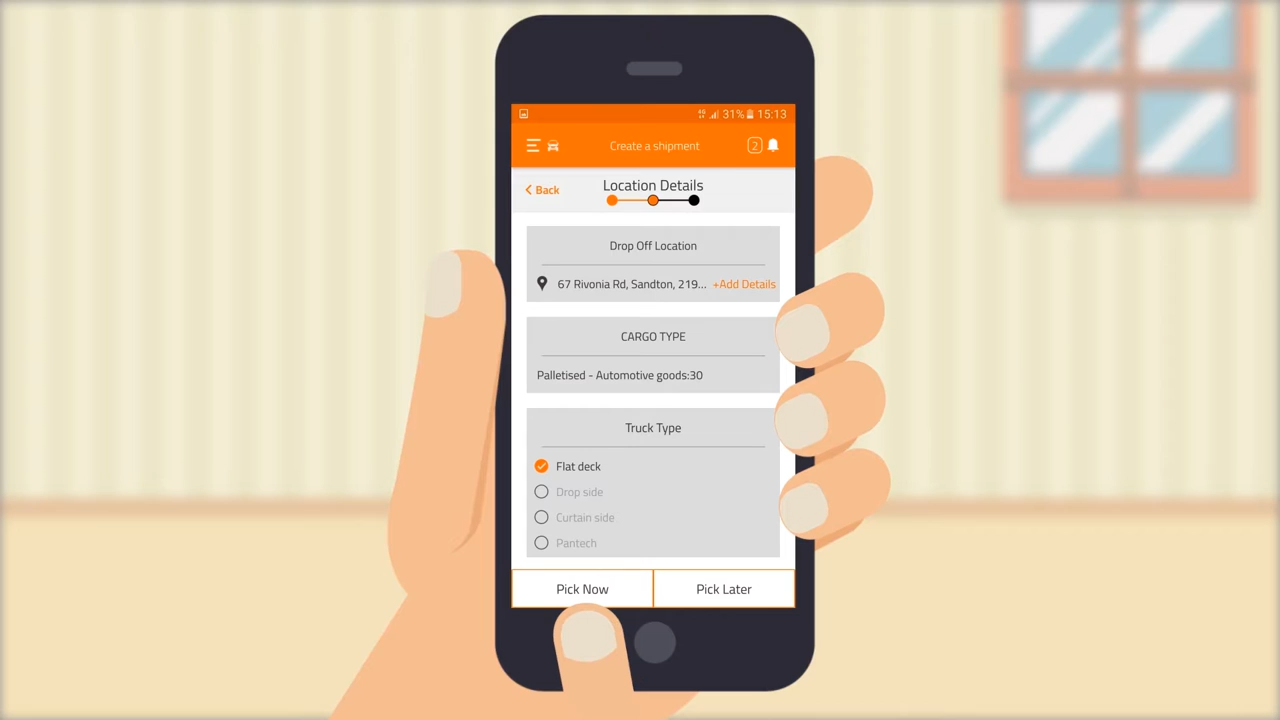 31% 15:13
Create a shipment 2
Back
Location Details
Drop Off Location
67 Rivonia Rd, Sandton, 219... +Add Details
CARGO TYPE
Palletised - Automotive goods:30
Truck Type
Flat deck
Drop side
Curtain side
Pantech
Pick Now
Pick Later